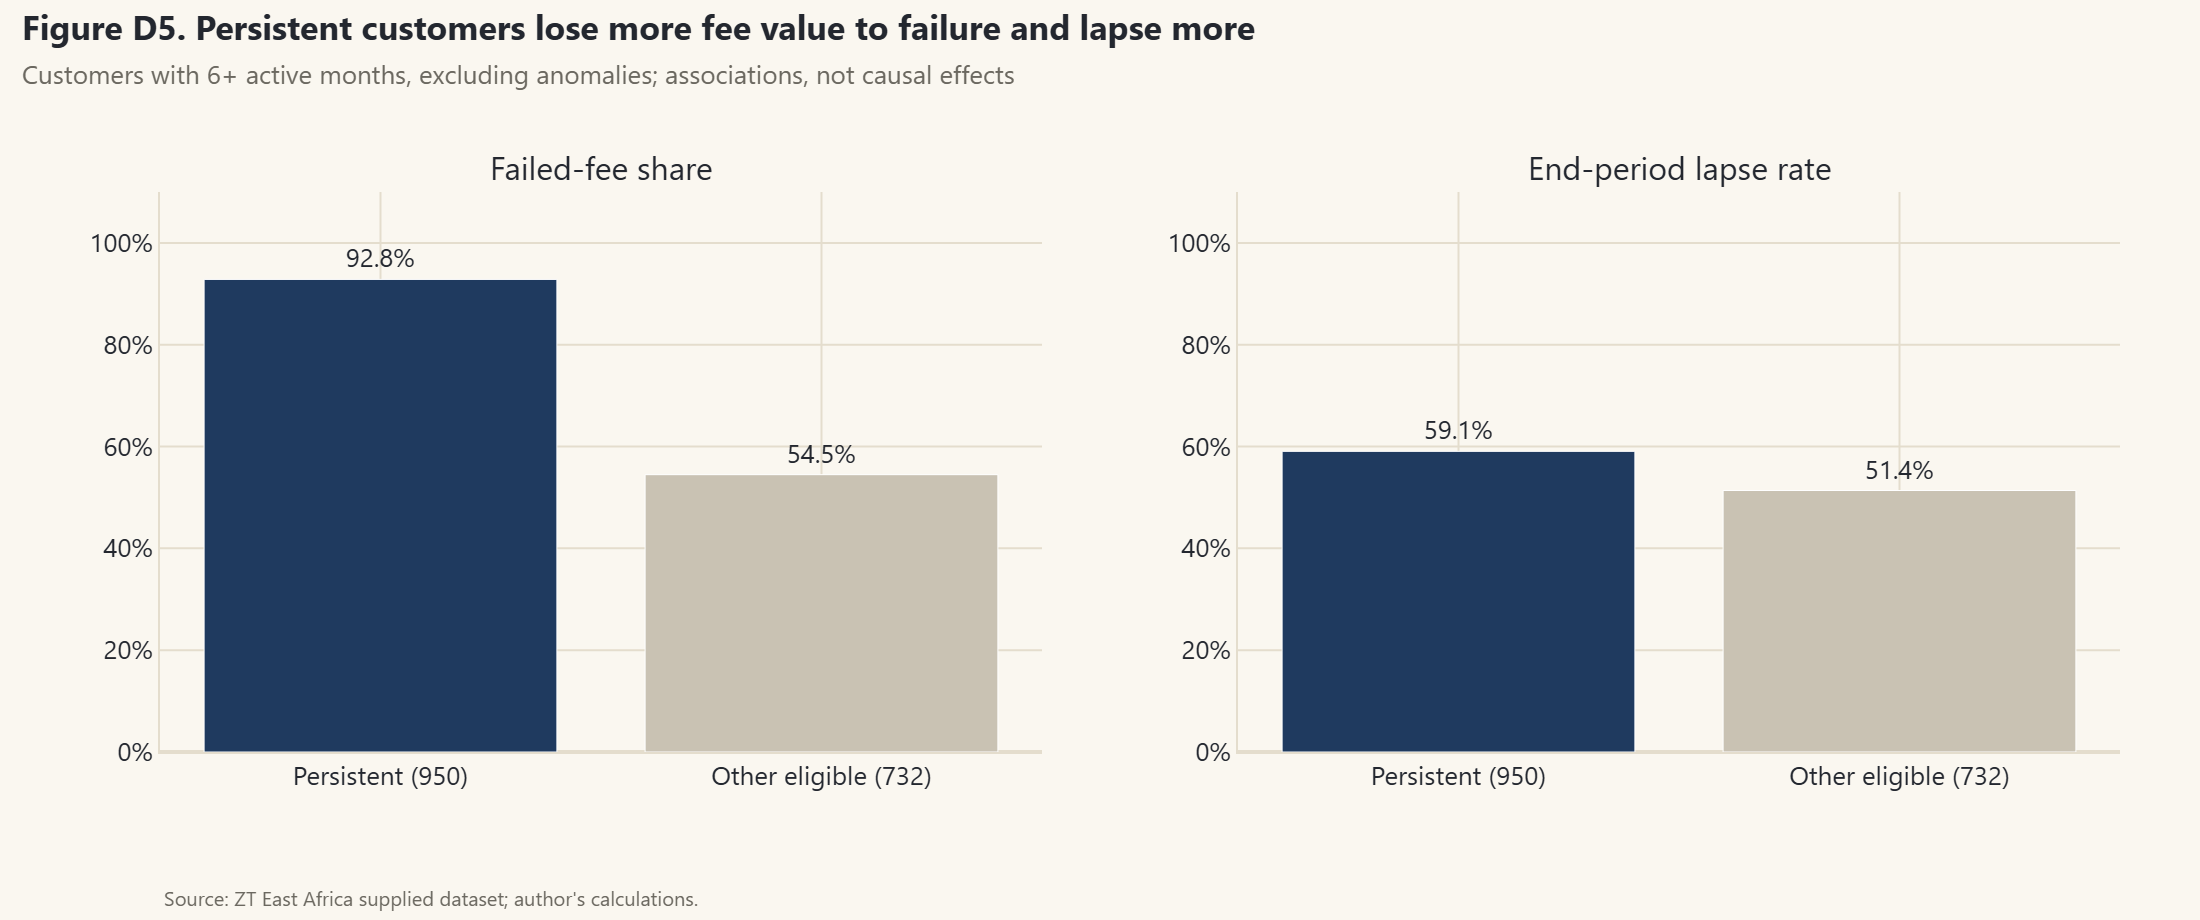 Figure D5. Persistent customers lose more fee value to failure and lapse more
Customers with 6+ active months, excluding anomalies; associations, not causal effects
Failed-fee share
100%
80%
60%
40%
20%
0%
92.8%
54.5%
Persistent (950)
Other eligible (732)
End-period lapse rate
100%
80%
60%
40%
20%
0%
59.1%
51.4%
Persistent (950)
Other eligible (732)
Source: ZT East Africa supplied dataset; author's calculations.